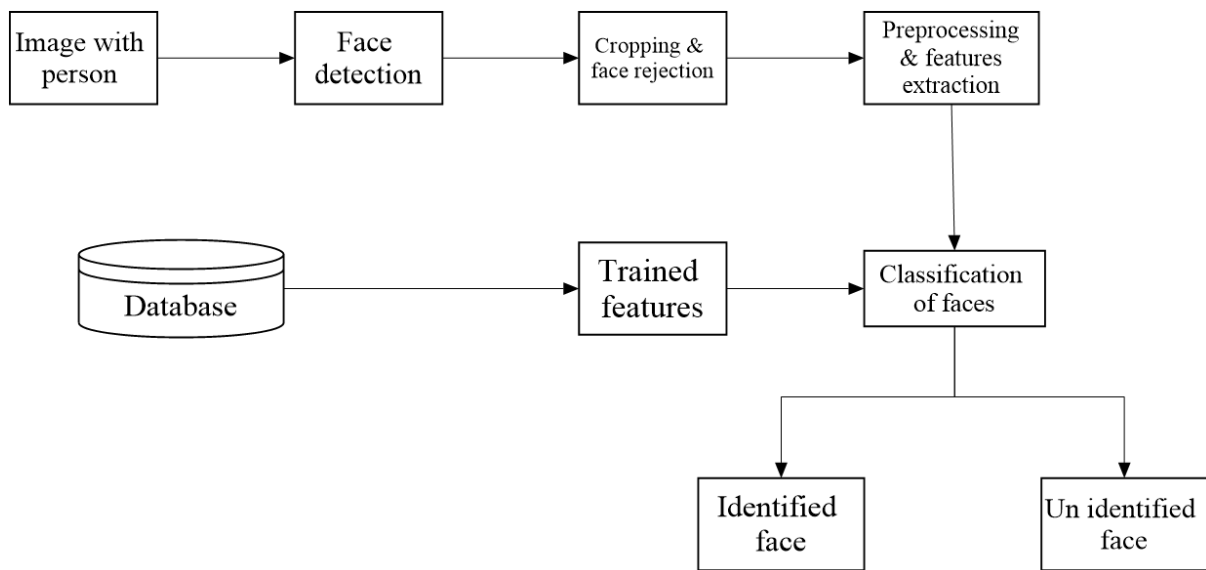 Image with
person
Face
detection
Cropping &
face rejection
Preprocessing
& features
extraction
Database
Trained
features
Classification
of faces
Identified
face
Un identified
face